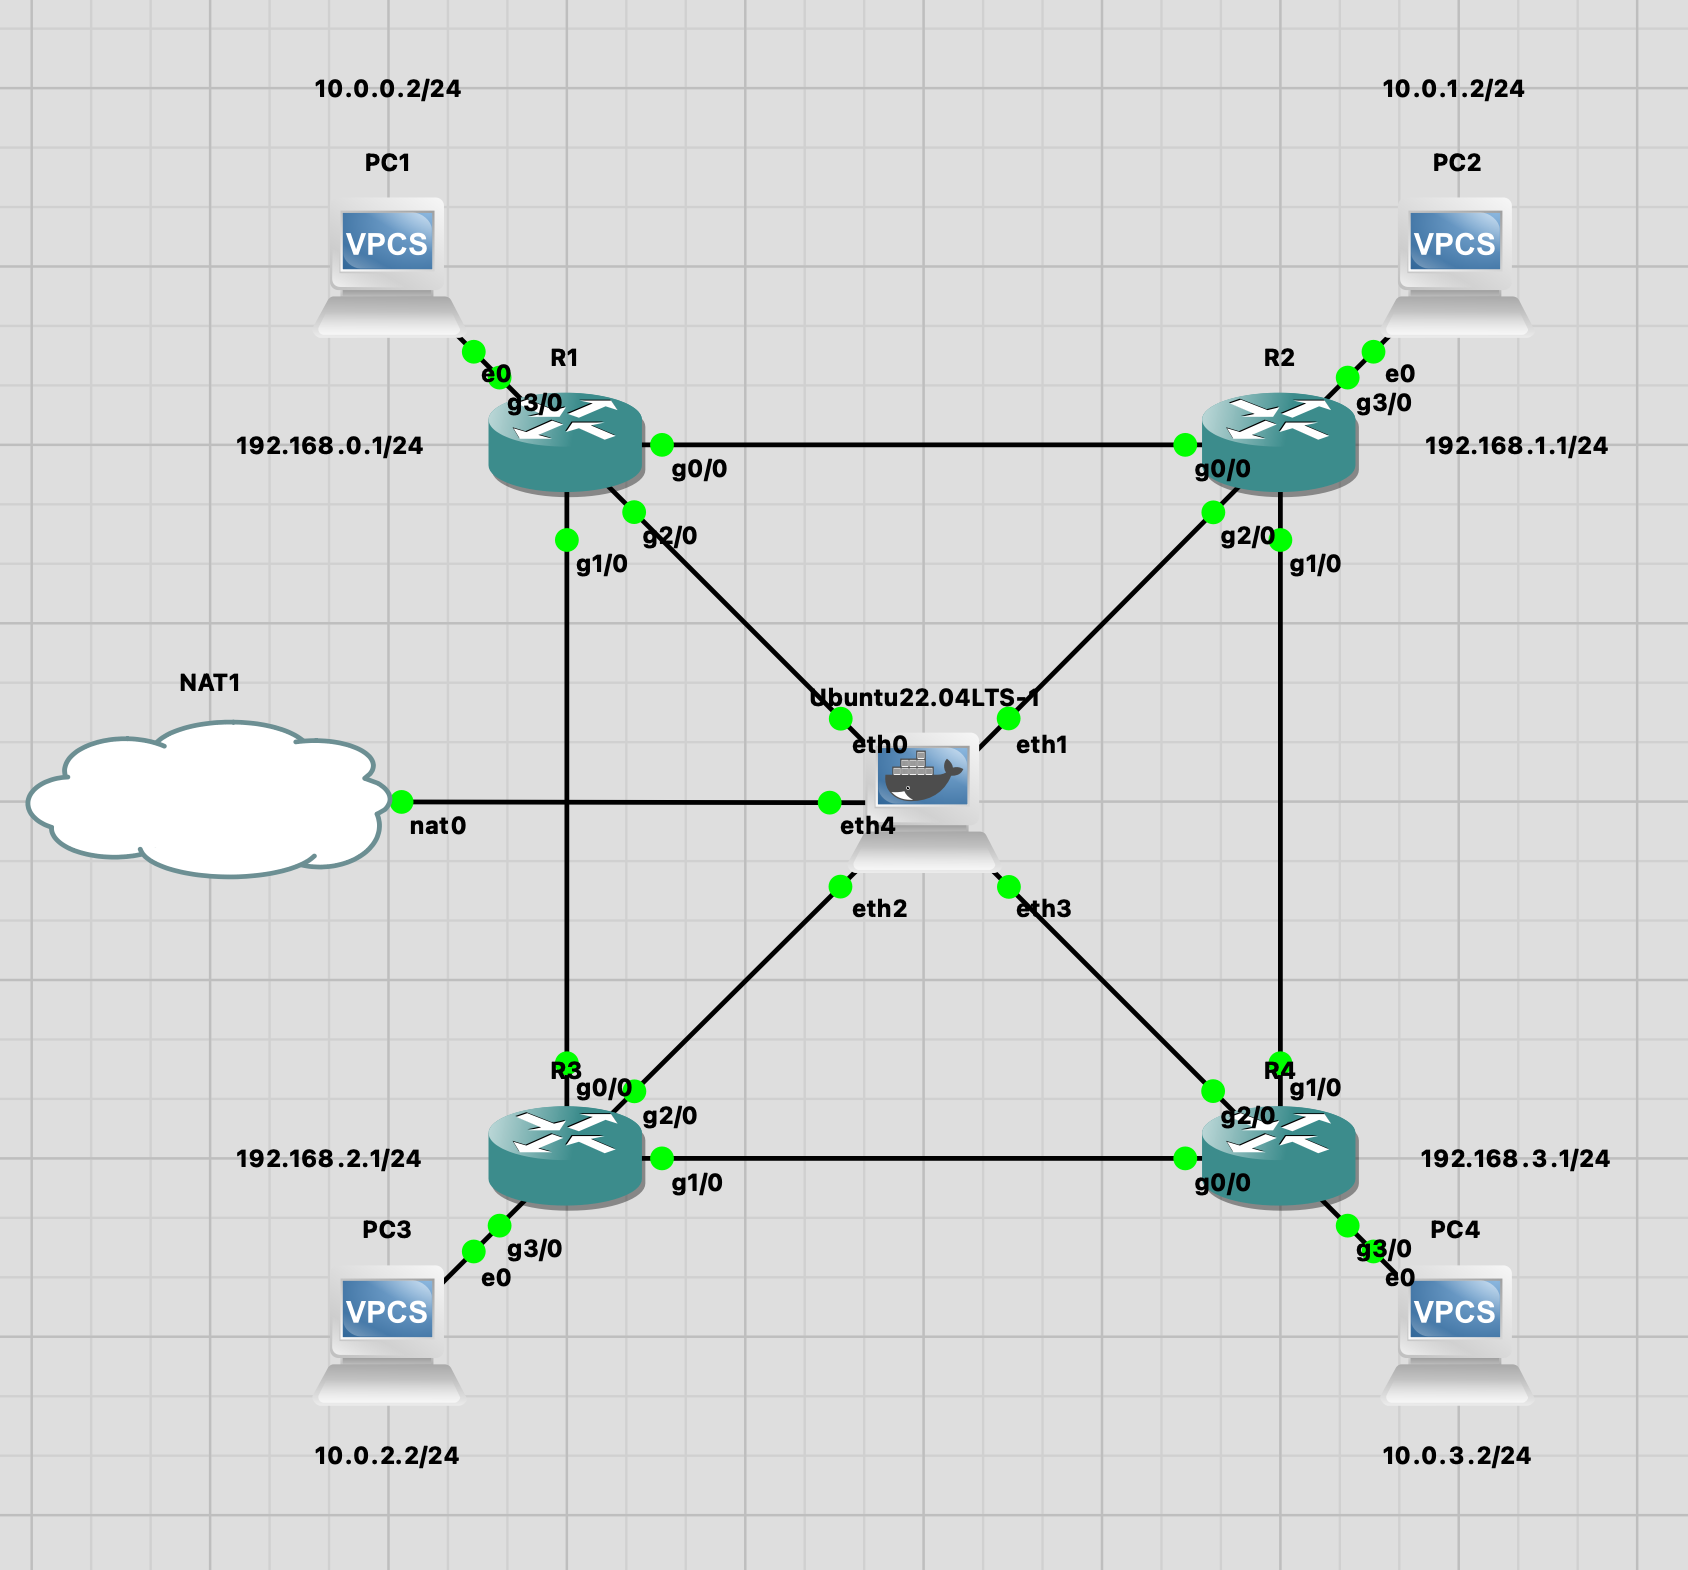 10.0.0.2/24
10.0.1.2/24
PC1
PC2
VPCS
VPCS
e0
R1
R2
e0
g3/0
g3/0
192.168.0.1/24
192.168.1.1/24
g0/0
g0/0
g2/0
g2/0
g1/0
g1/0
NAT1
Ubuntu22.04LTS-1
eth0
eth1
nat0
eth4
eth2
eth3
R3
R4
g0/0
g1/0
g2/0
g2/0
192.168.2.1/24
192.168.3.1/24
g1/0
g0/0
PC3
PC4
g3/0
g3/0
e0
e0
VPCS
VPCS
10.0.2.2/24
10.0.3.2/24